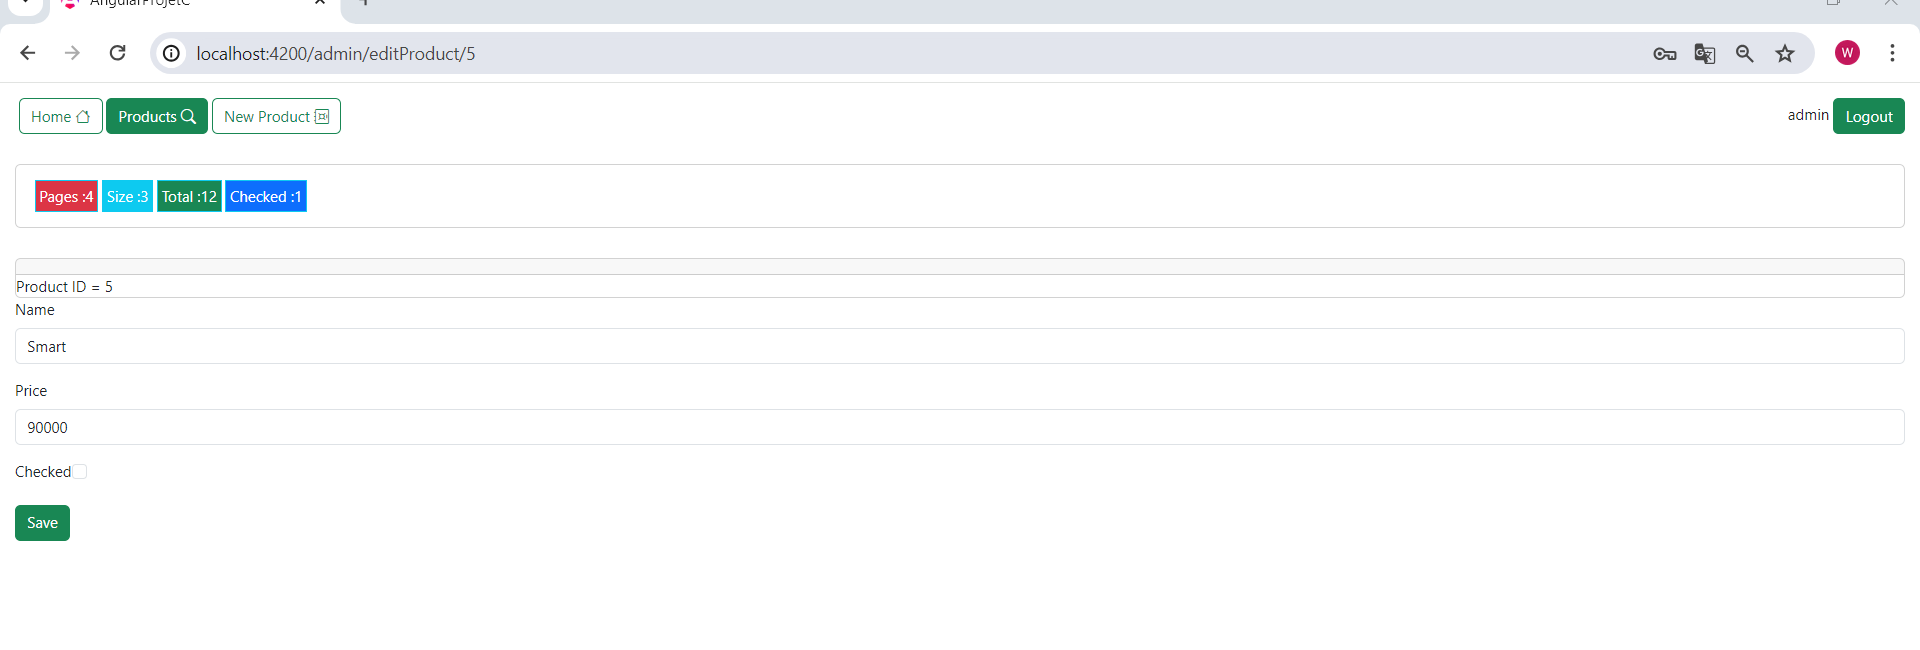 AngularProjetC
localhost:4200/admin/editProduct/5
W
Home Products New Product admin Logout
Pages :4 Size :3 Total :12 Checked :1
Product ID = 5
Name
Smart
Price
90000
Checked
Save